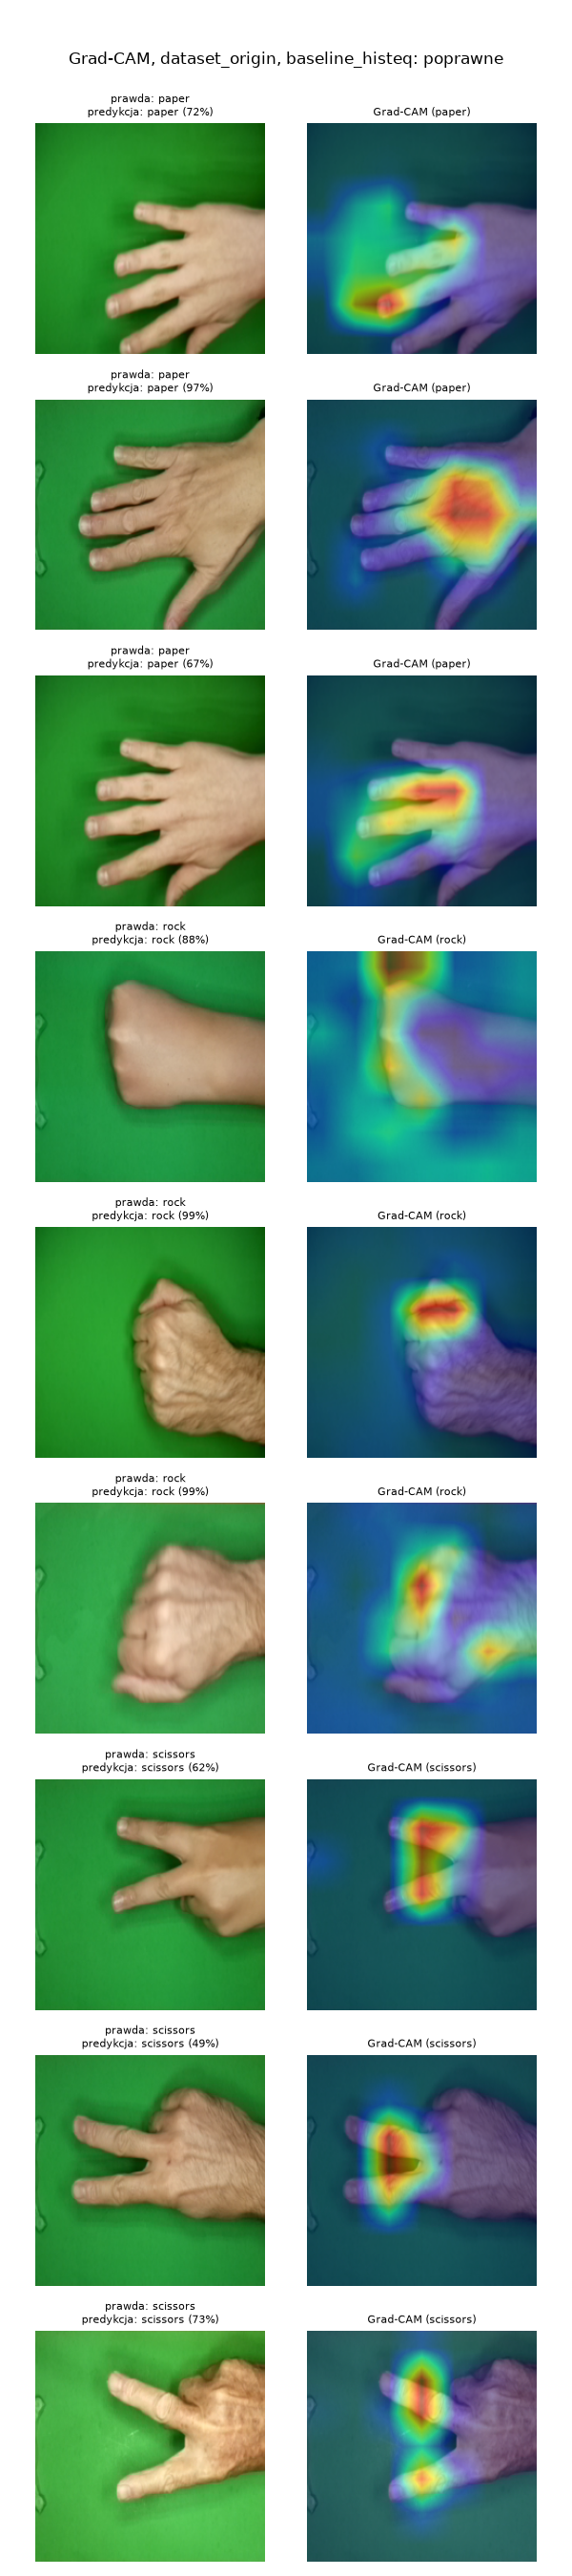 Grad-CAM, dataset_origin, baseline_histeq: poprawne
prawda: paper
predykcja: paper (72%)
Grad-CAM (paper)
prawda: paper
predykcja: paper (97%)
Grad-CAM (paper)
prawda: paper
predykcja: paper (67%)
Grad-CAM (paper)
prawda: rock
predykcja: rock (88%)
Grad-CAM (rock)
prawda: rock
predykcja: rock (99%)
Grad-CAM (rock)
prawda: rock
predykcja: rock (99%)
Grad-CAM (rock)
prawda: scissors
predykcja: scissors (62%)
Grad-CAM (scissors)
prawda: scissors
predykcja: scissors (49%)
Grad-CAM (scissors)
prawda: scissors
predykcja: scissors (73%)
Grad-CAM (scissors)